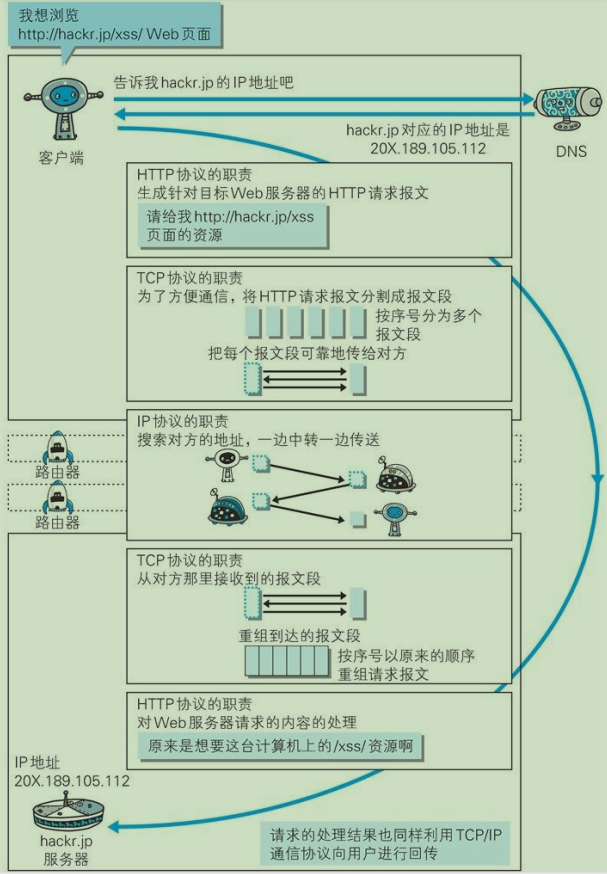 我想浏览
http://hackr.jp/xss/ Web页面
告诉我hackr.jp的IP地址吧
hackr.jp对应的IP地址是
20X.189.105.112
客户端
DNS
HTTP协议的职责
生成针对目标Web服务器的HTTP请求报文
请给我http://hackr.jp/xss
页面的资源
TCP协议的职责
为了方便通信，将HTTP请求报文分割成报文段
按序号分为多个
报文段
把每个报文段可靠地传给对方
IP协议的职责
搜索对方的地址，一边中转一边传送
路由器
路由器
TCP协议的职责
从对方那里接收到的报文段
重组到达的报文段
按序号以原来的顺序
重组请求报文
HTTP协议的职责
对Web服务器请求的内容的处理
原来是想要这台计算机上的/xss/资源啊
IP地址
20X.189.105.112
hackr.jp
服务器
请求的处理结果也同样利用TCP/IP
通信协议向用户进行回传